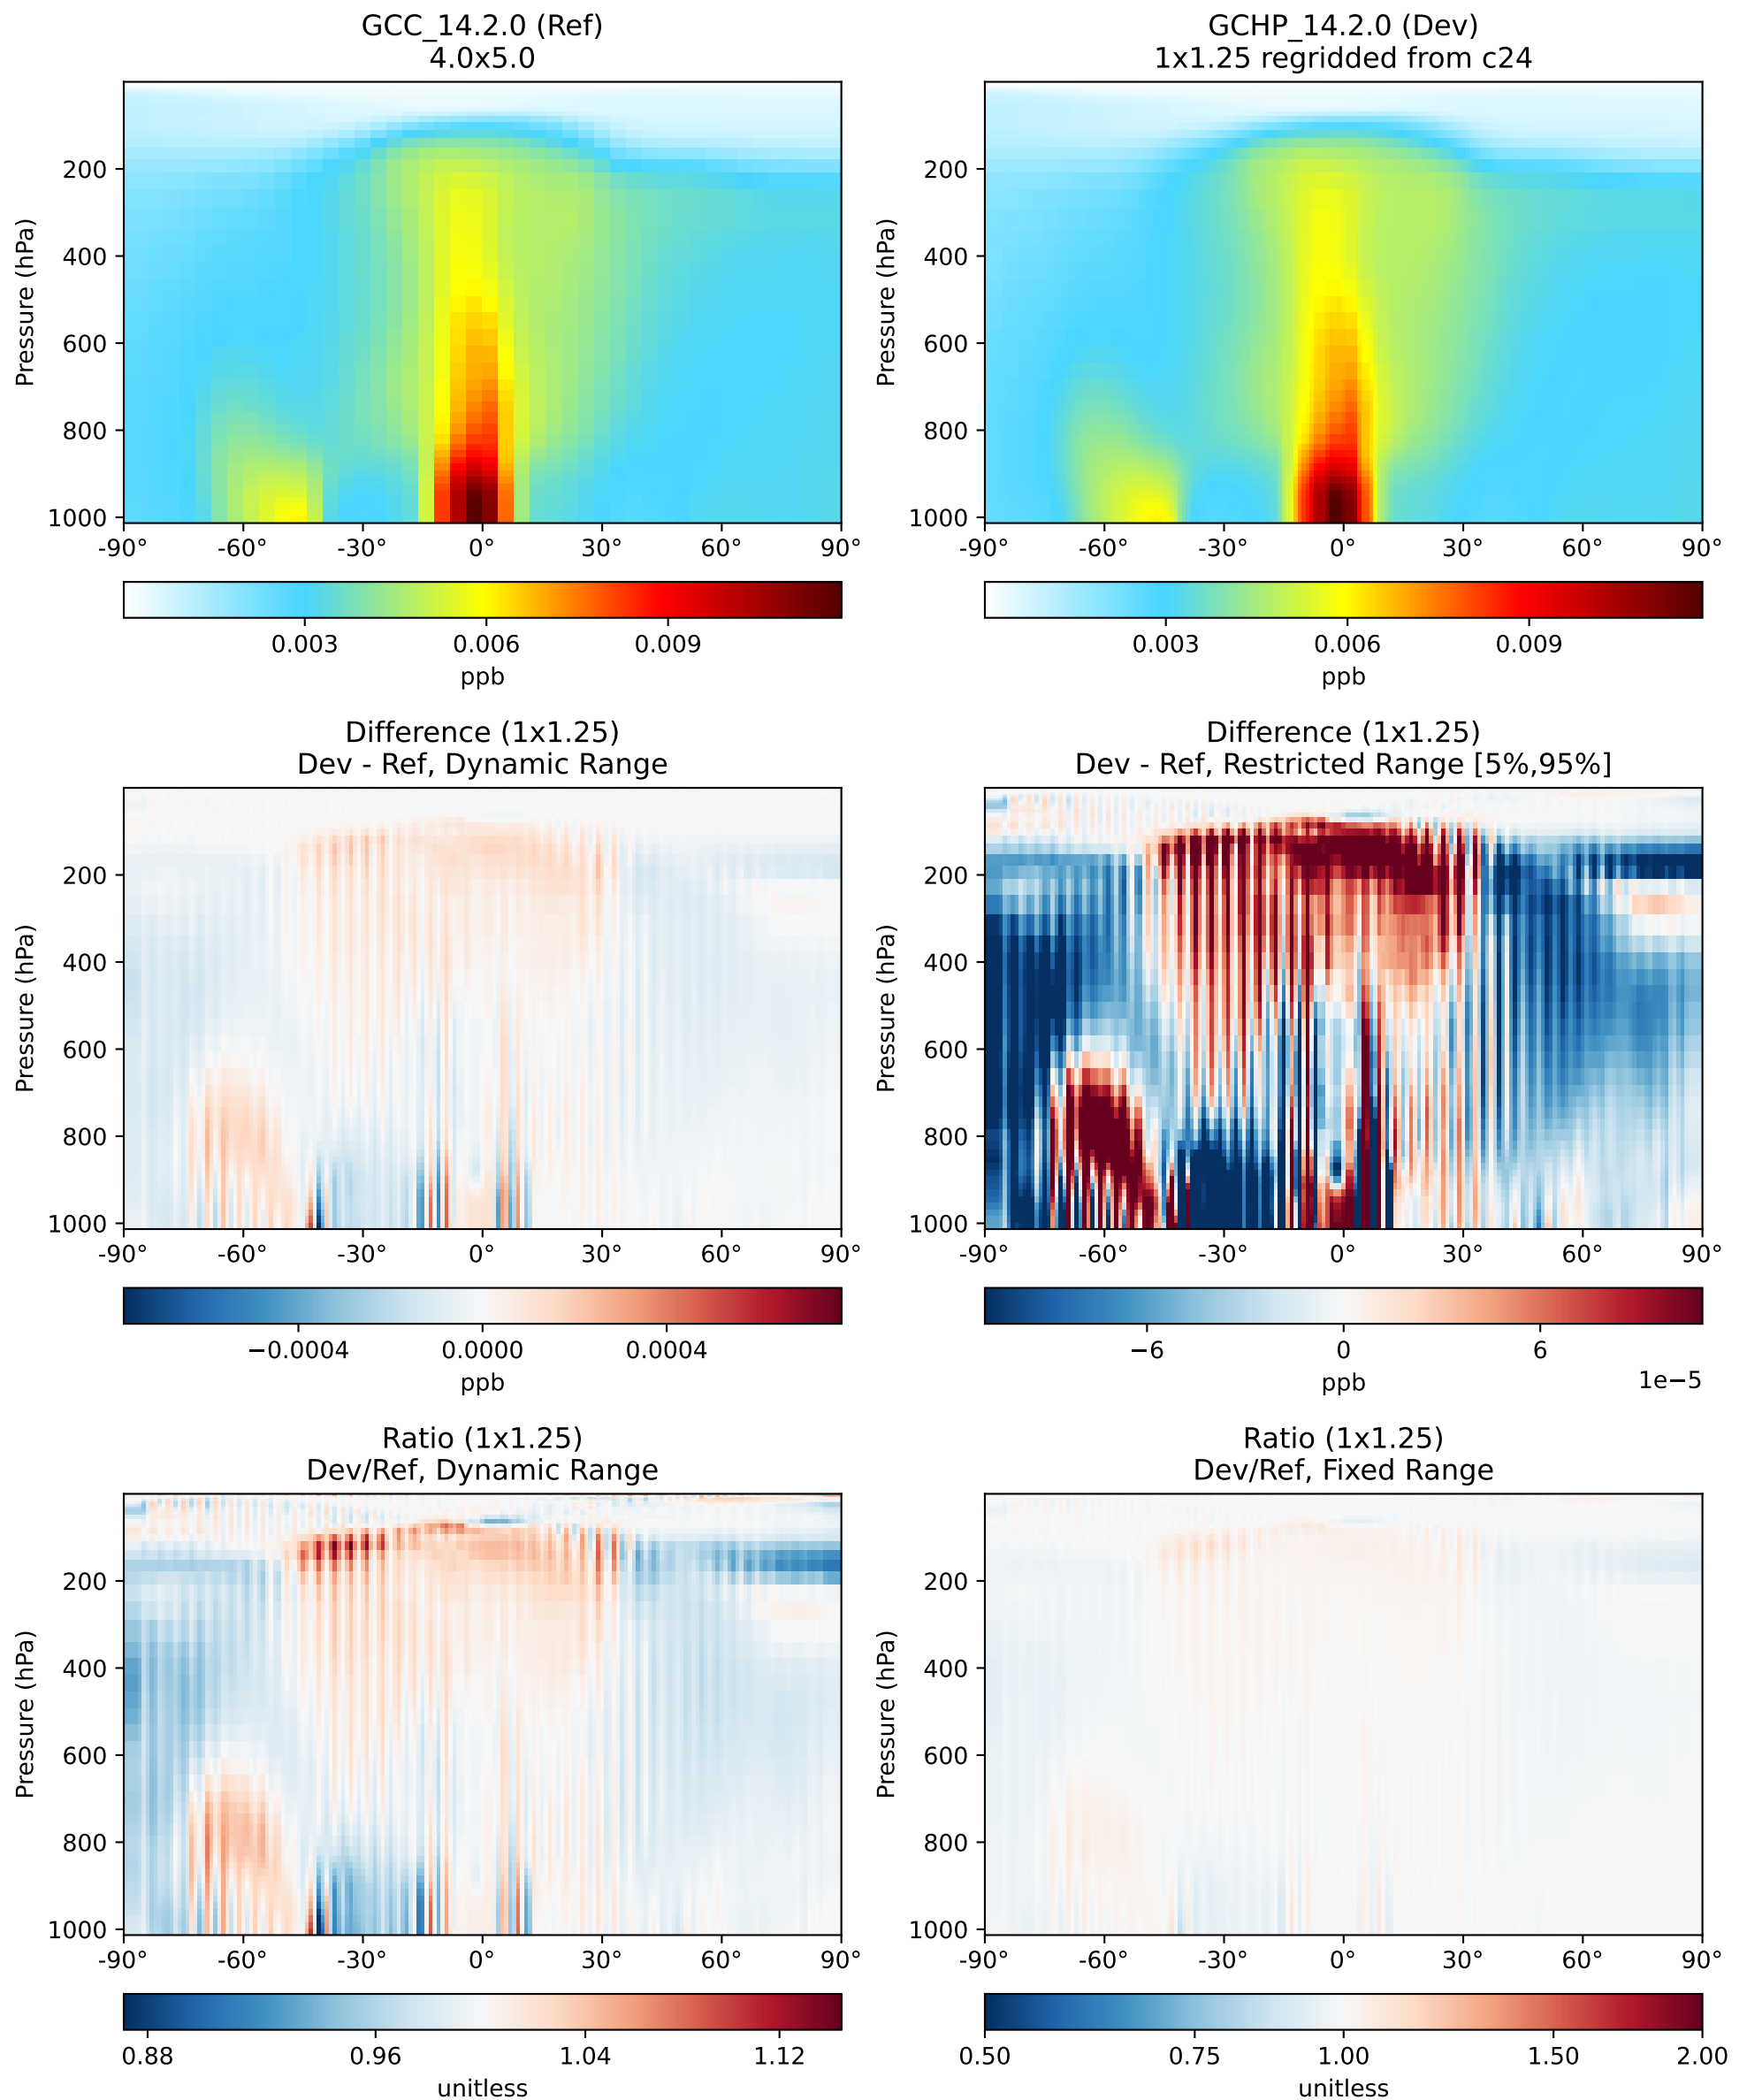 GCC_14.2.0 (Ref)
4.0x5.0
Pressure (hPa)
200
400
600
800
1000
-90° -60° -30° 0° 30° 60° 90°
0.003 0.006 0.009
ppb
GCHP_14.2.0 (Dev)
1x1.25 regridded from c24
Pressure (hPa)
200
400
600
800
1000
-90° -60° -30° 0° 30° 60° 90°
0.003 0.006 0.009
ppb
Difference (1x1.25)
Dev - Ref, Dynamic Range
Pressure (hPa)
200
400
600
800
1000
-90° -60° -30° 0° 30° 60° 90°
−0.0004 0.0000 0.0004
ppb
Difference (1x1.25)
Dev - Ref, Restricted Range [5%,95%]
Pressure (hPa)
200
400
600
800
1000
-90° -60° -30° 0° 30° 60° 90°
−6 0 6
ppb
1e−5
Ratio (1x1.25)
Dev/Ref, Dynamic Range
Pressure (hPa)
200
400
600
800
1000
-90° -60° -30° 0° 30° 60° 90°
0.88 0.96 1.04 1.12
unitless
Ratio (1x1.25)
Dev/Ref, Fixed Range
Pressure (hPa)
200
400
600
800
1000
-90° -60° -30° 0° 30° 60° 90°
0.50 0.75 1.00 1.50 2.00
unitless